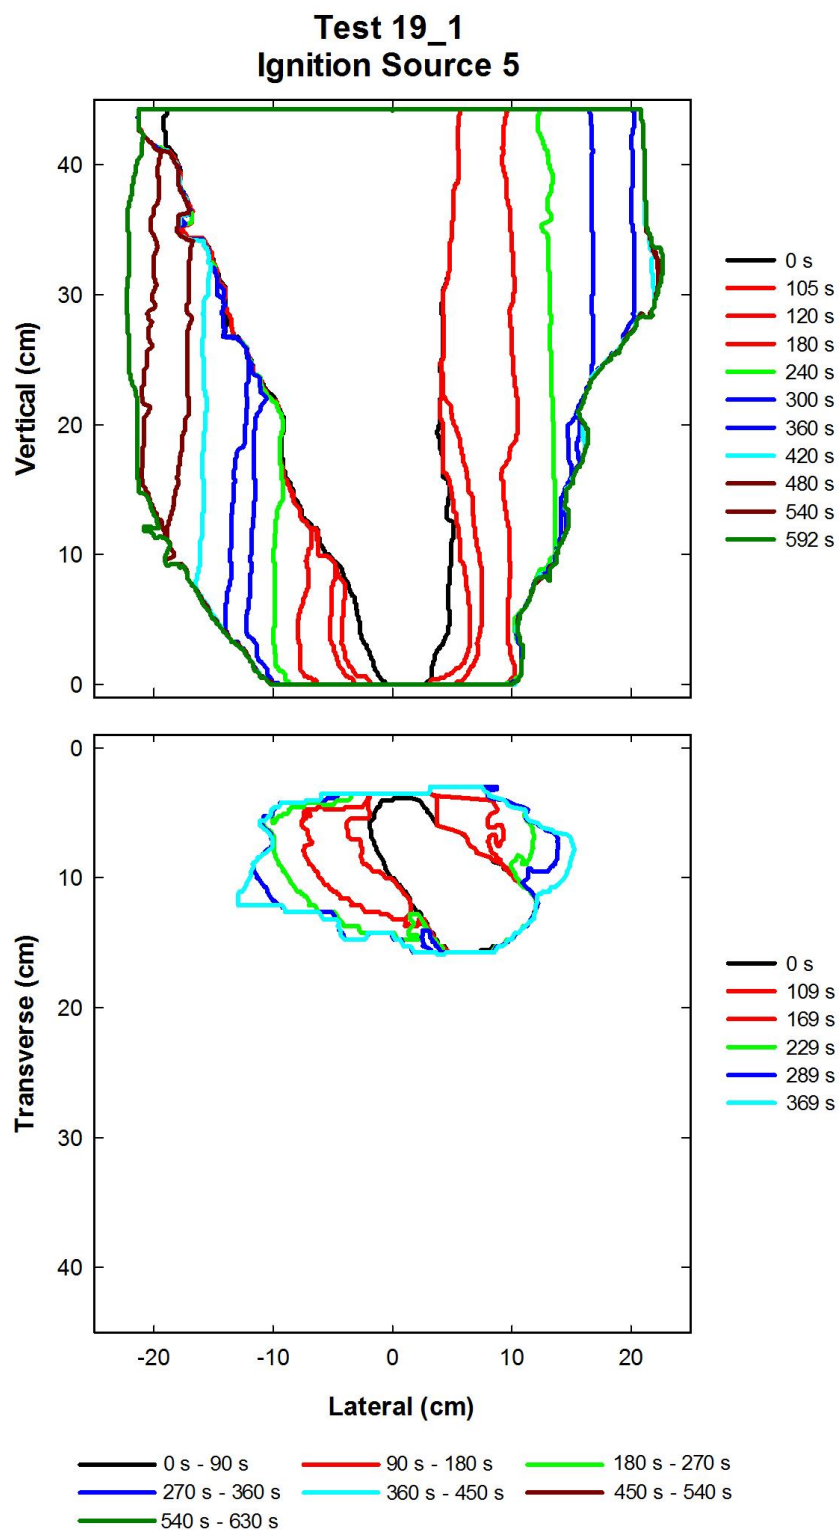 Test 19_1
Ignition Source 5
Vertical (cm)
40
30
20
10
0
0 s
105 s
120 s
180 s
240 s
300 s
360 s
420 s
480 s
540 s
592 s
Transverse (cm)
0
10
20
30
40
0 s
109 s
169 s
229 s
289 s
369 s
-20 -10 0 10 20
Lateral (cm)
0 s - 90 s 90 s - 180 s 180 s - 270 s
270 s - 360 s 360 s - 450 s 450 s - 540 s
540 s - 630 s